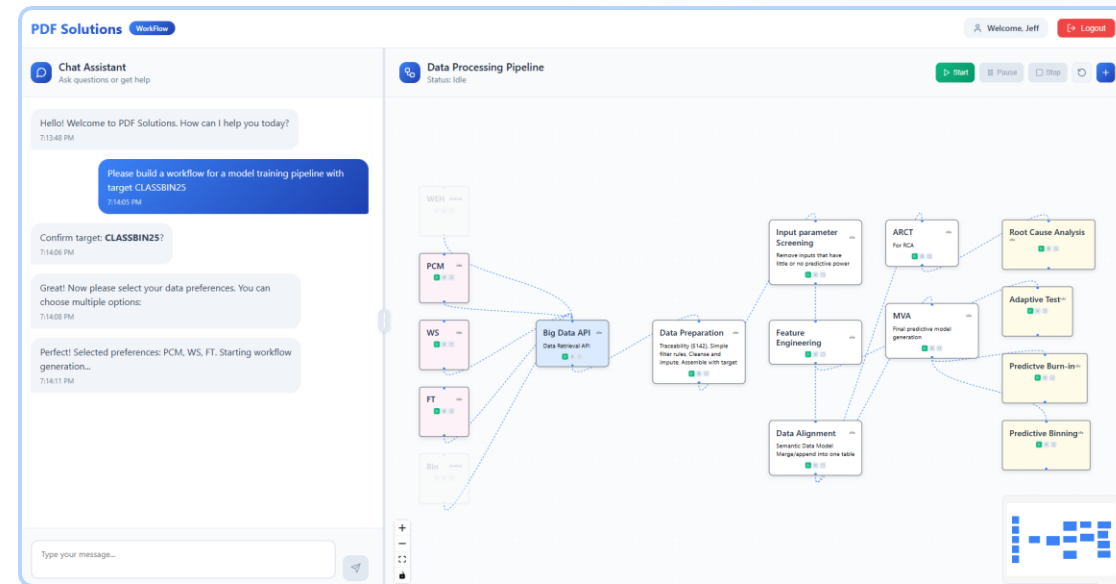 PDF Solutions WorkFlow
Welcome, Jeff
Logout
Chat Assistant
Ask questions or get help
Hello! Welcome to PDF Solutions. How can I help you today?
7:13:48 PM
Please build a workflow for a model training pipeline with
target CLASSBIN25
7:14:05 PM
Confirm target: CLASSBIN25?
7:14:06 PM
Great! Now please select your data preferences. You can
choose multiple options:
7:14:08 PM
Perfect! Selected preferences: PCM, WS, FT. Starting workflow
generation...
7:14:11 PM
Type your message...
Data Processing Pipeline
Status: Idle
Start
Pause
Stop
WEH
PCM
WS
FT
Big Data API
Data Retrieval API
Data Preparation
Traceability (E142), Simple
filter rules, Cleanse and
impute. Assemble with target
Input parameter
Screening
Remove inputs that have
little or no predictive power
Feature
Engineering
Data Alignment
Semantic Data Model
Merge/append into one table
ARCT
For RCA
MVA
Final predictive model
generation
Root Cause Analysis
Adaptive Test
Predictve Burn-in
Predictive Binning